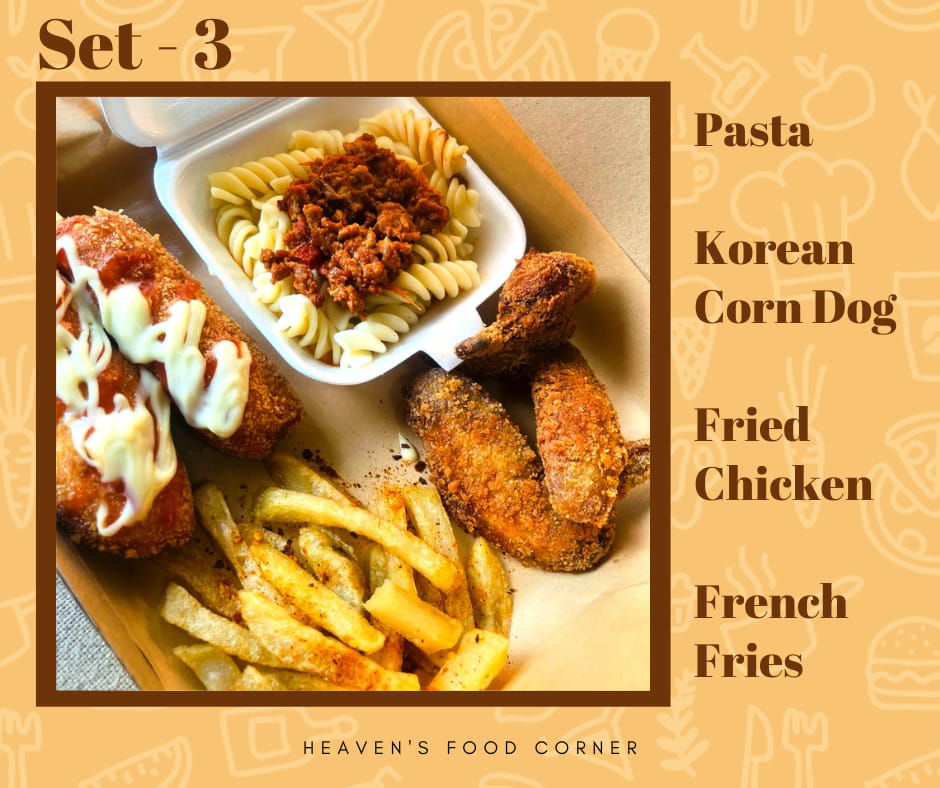 Set - 3
Pasta
Korean
Corn Dog
Fried
Chicken
French
Fries
HEAVEN'S FOOD CORNER